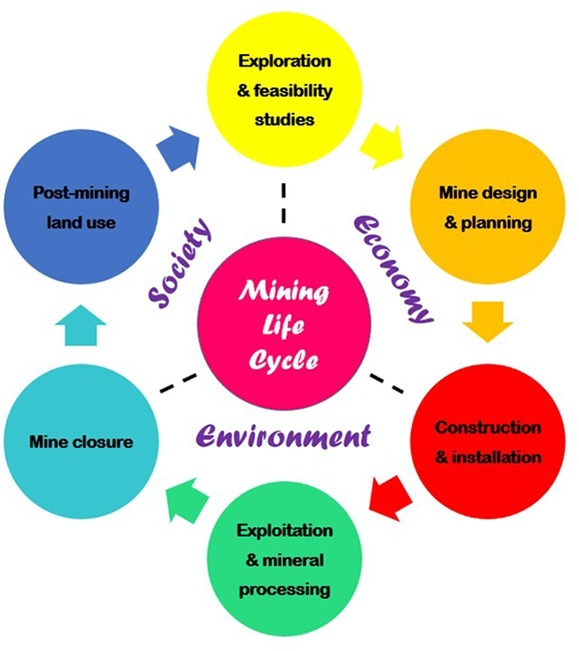 Exploration
& feasibility
studies
Mine design
& planning
Construction
& installation
Exploitation
& mineral
processing
Mine closure
Post-mining
land use
Society
Economy
Environment
Mining
Life
Cycle